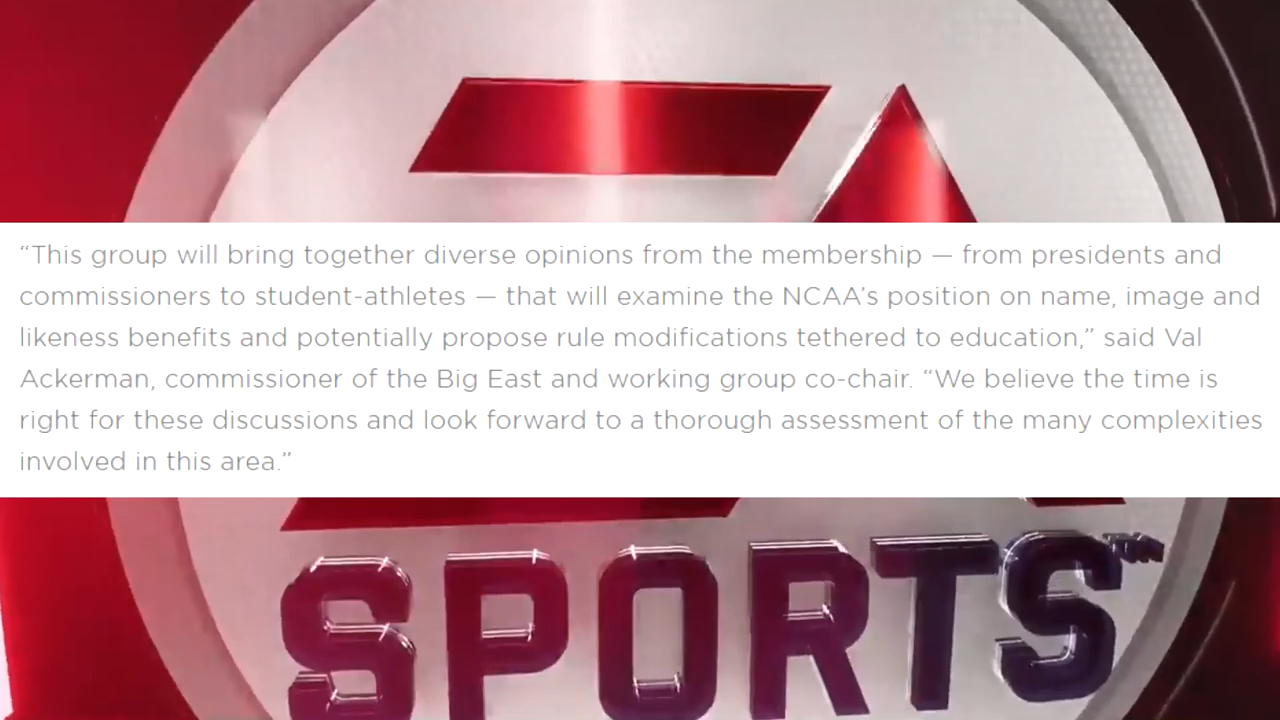 EA
“This group will bring together diverse opinions from the membership — from presidents and
commissioners to student-athletes — that will examine the NCAA’s position on name, image and
likeness benefits and potentially propose rule modifications tethered to education,” said Val
Ackerman, commissioner of the Big East and working group co-chair. “We believe the time is
right for these discussions and look forward to a thorough assessment of the many complexities
involved in this area.”
SPORTS™